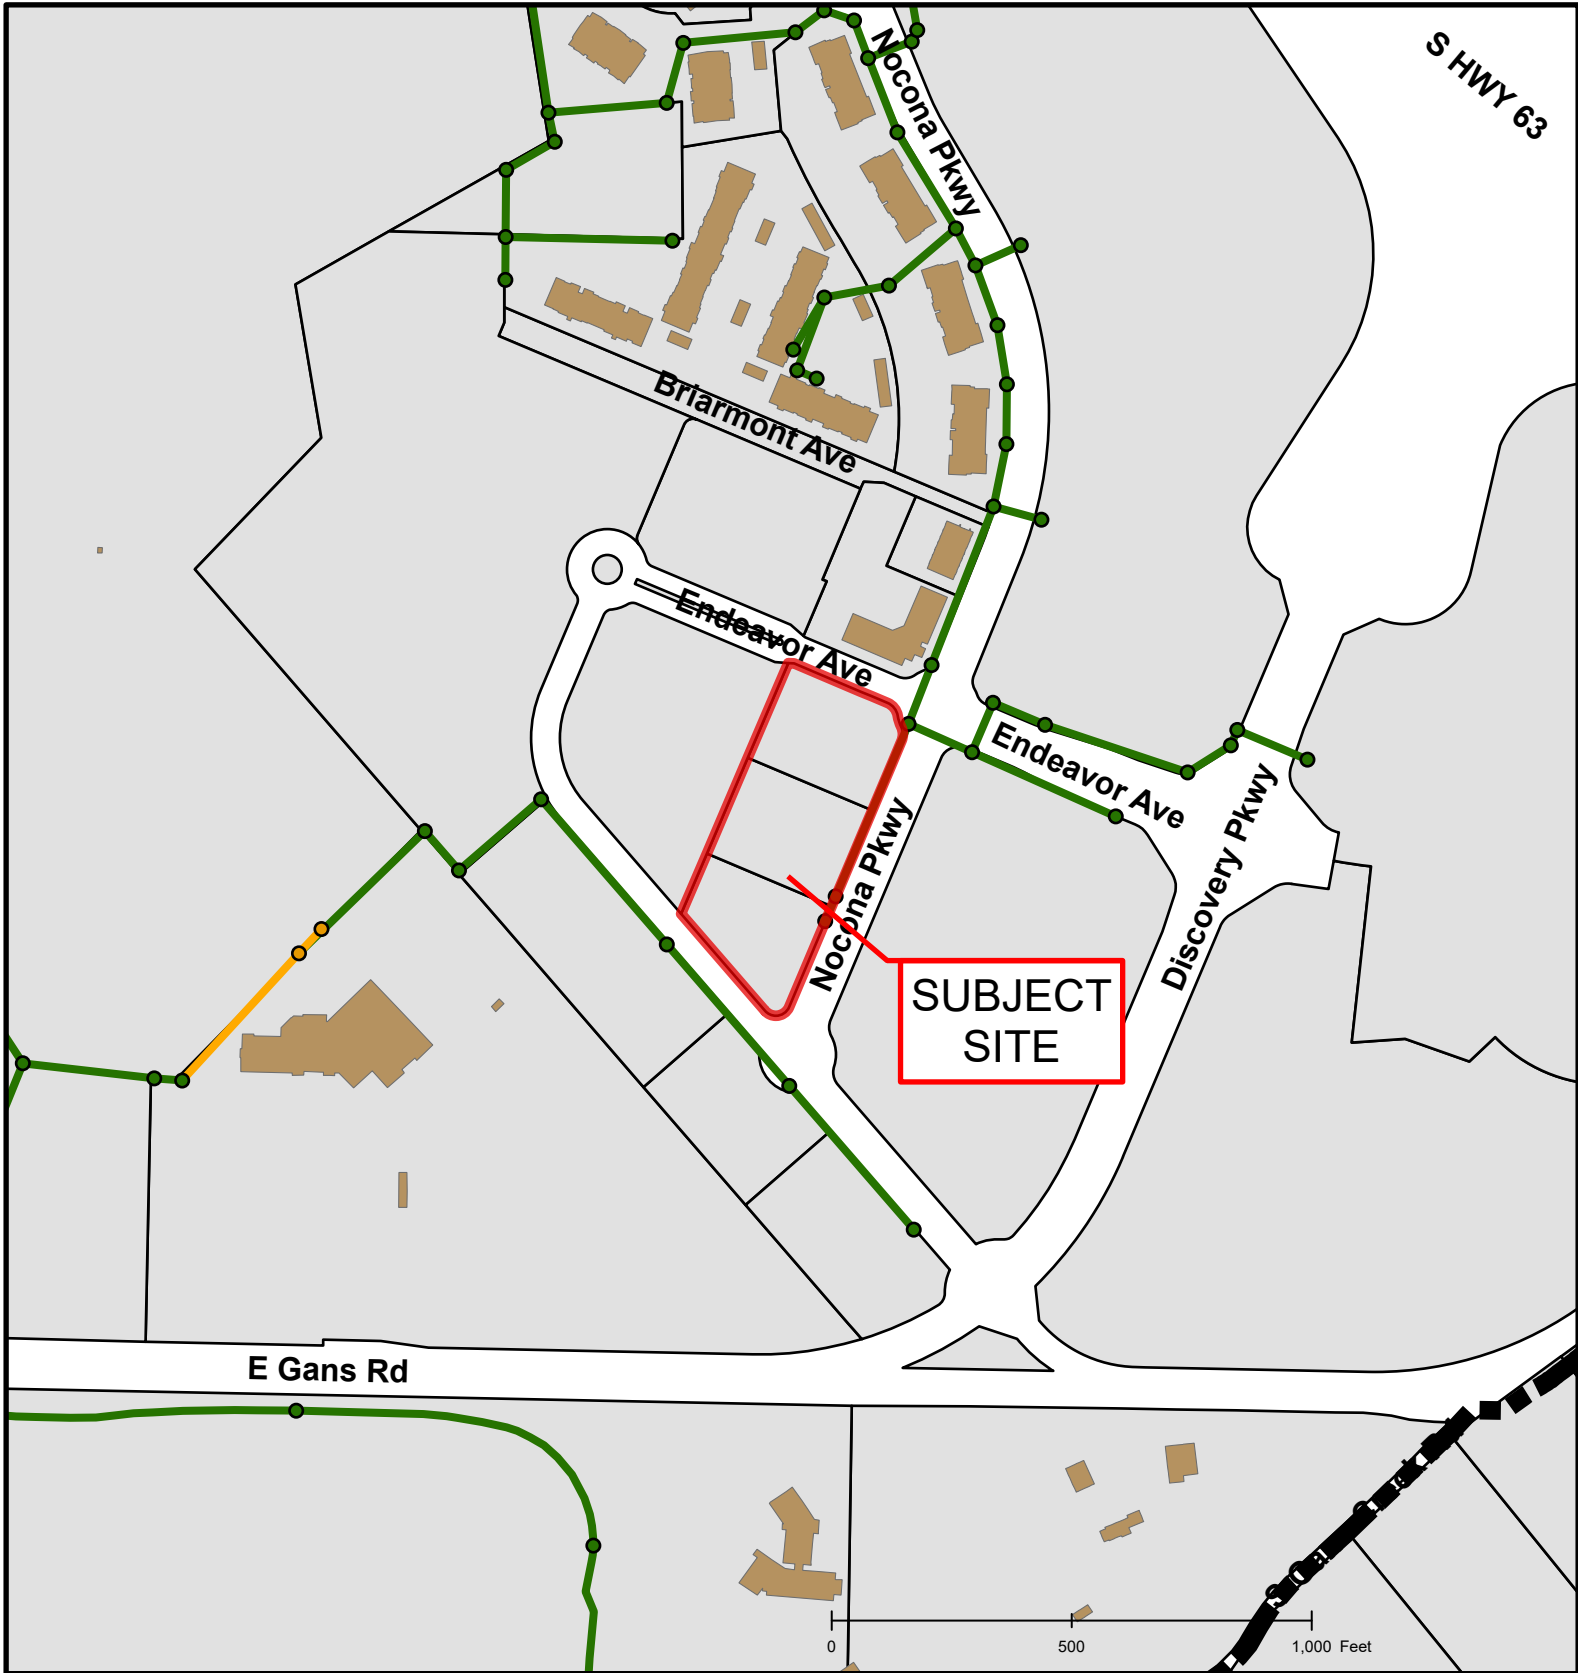 S HWY 63
Nocona Pkwy
Briarmont Ave
Endeavor Ave
Endeavor Ave
Nocona Pkwy
Discovery Pkwy
SUBJECT
SITE
E Gans Rd
0 500 1,000 Feet